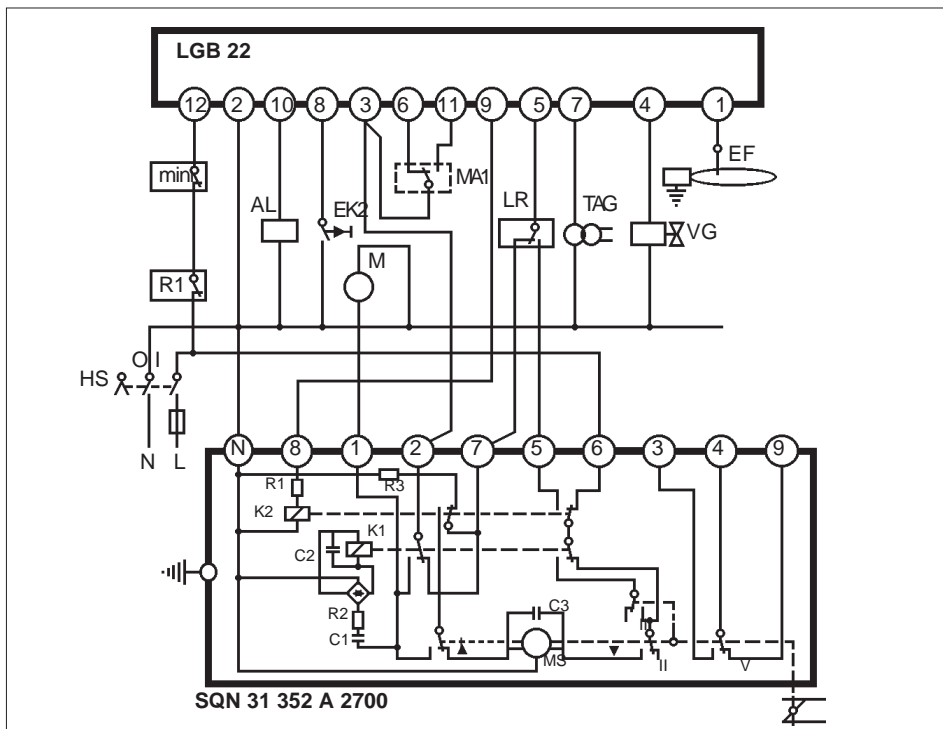 LGB 22
12 2 10 8 3 6 11 9 5 7 4 1
EF
min
MA1
AL
EK2
LR
TAG
VG
M
R1
O I
HS
N L
N 8 1 2 7 5 6 3 4 9
R1
R3
K2
K1
C2
R2
C1
C3
MS
II
V
SQN 31 352 A 2700